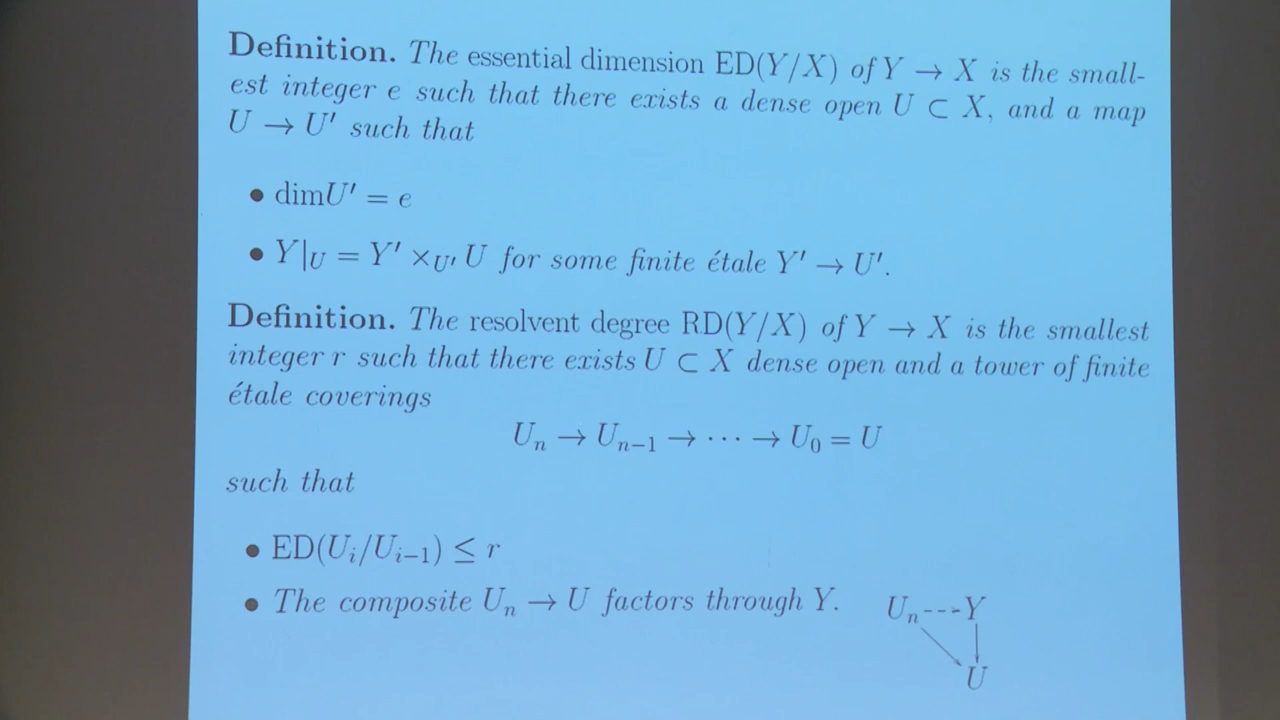 Definition. The essential dimension ED(Y/X) of Y → X is the small-
est integer e such that there exists a dense open U ⊂ X, and a map
U → U′ such that
• dimU′ = e
• Y|_U = Y′ ×_{U′} U for some finite étale Y′ → U′.
Definition. The resolvent degree RD(Y/X) of Y → X is the smallest
integer r such that there exists U ⊂ X dense open and a tower of finite
étale coverings
U_n → U_{n−1} → ··· → U_0 = U
such that
• ED(U_i/U_{i−1}) ≤ r
• The composite U_n → U factors through Y.
U_n - - - Y
U